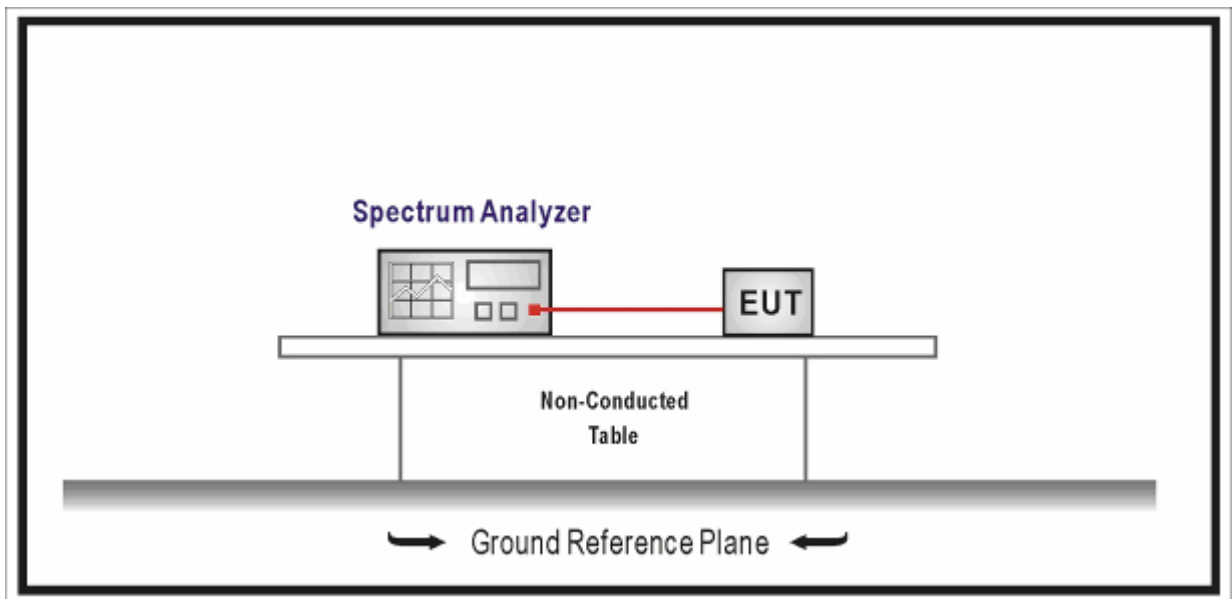 Spectrum Analyzer
EUT
Non-Conducted
Table
Ground Reference Plane